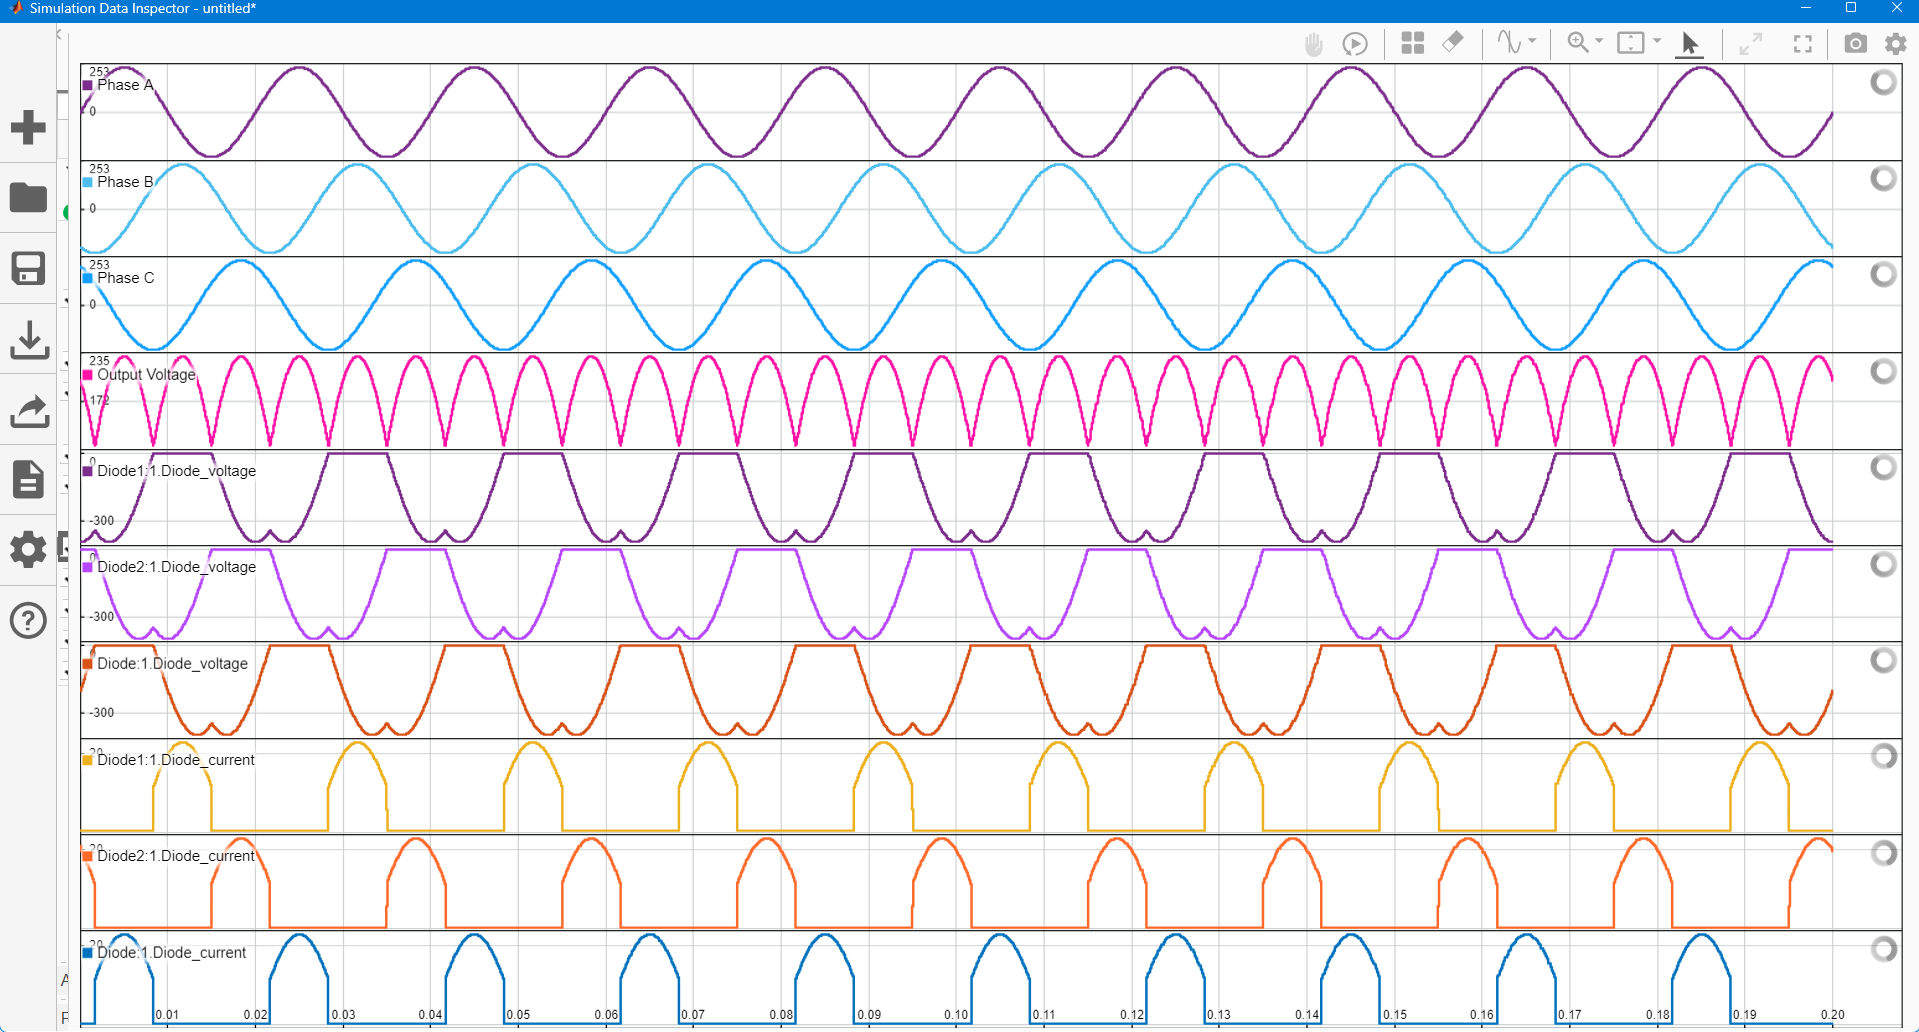 Simulation Data Inspector - untitled*
253
Phase A
0
253
Phase B
0
253
Phase C
0
235
Output Voltage
172
0
Diode1:1.Diode_voltage
-300
0
Diode2:1.Diode_voltage
-300
0
Diode:1.Diode_voltage
-300
20
Diode1:1.Diode_current
20
Diode2:1.Diode_current
20
Diode:1.Diode_current
0.01 0.02 0.03 0.04 0.05 0.06 0.07 0.08 0.09 0.10 0.11 0.12 0.13 0.14 0.15 0.16 0.17 0.18 0.19 0.20